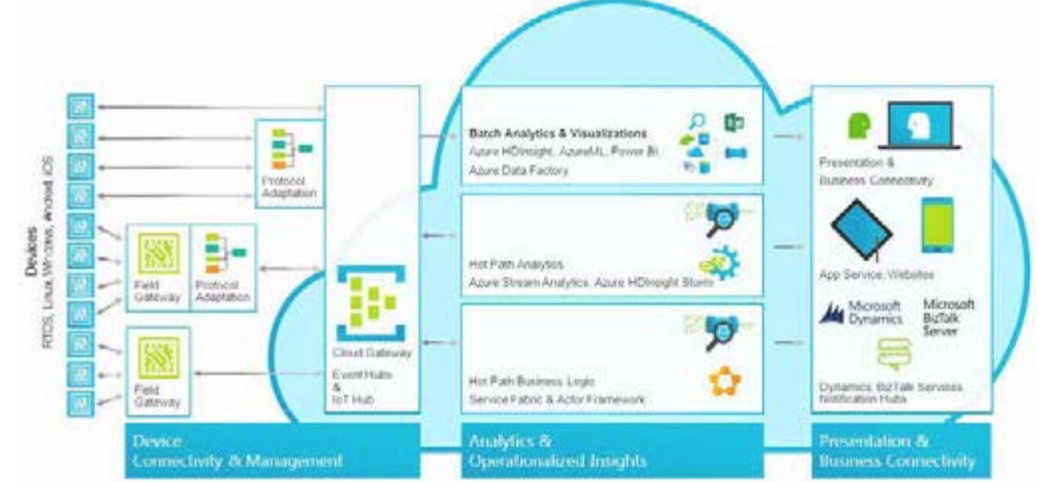 Devices
RTOS, Linux, Windows, Android, iOS
Protocol
Adaptation
Field
Gateway
Protocol
Adaptation
Field
Gateway
Cloud Gateway
Event Hubs
&
IoT Hub
Device
Connectivity & Management
Batch Analytics & Visualizations
Azure HDInsight, AzureML, Power BI,
Azure Data Factory
Hot Path Analytics
Azure Stream Analytics, Azure HDInsight Storm
Hot Path Business Logic
Service Fabric & Actor Framework
Analytics &
Operationalized Insights
Presentation &
Business Connectivity
App Service, Websites
Microsoft
Dynamics
Microsoft
BizTalk
Server
Dynamics, BizTalk Services,
Notification Hubs
Presentation &
Business Connectivity